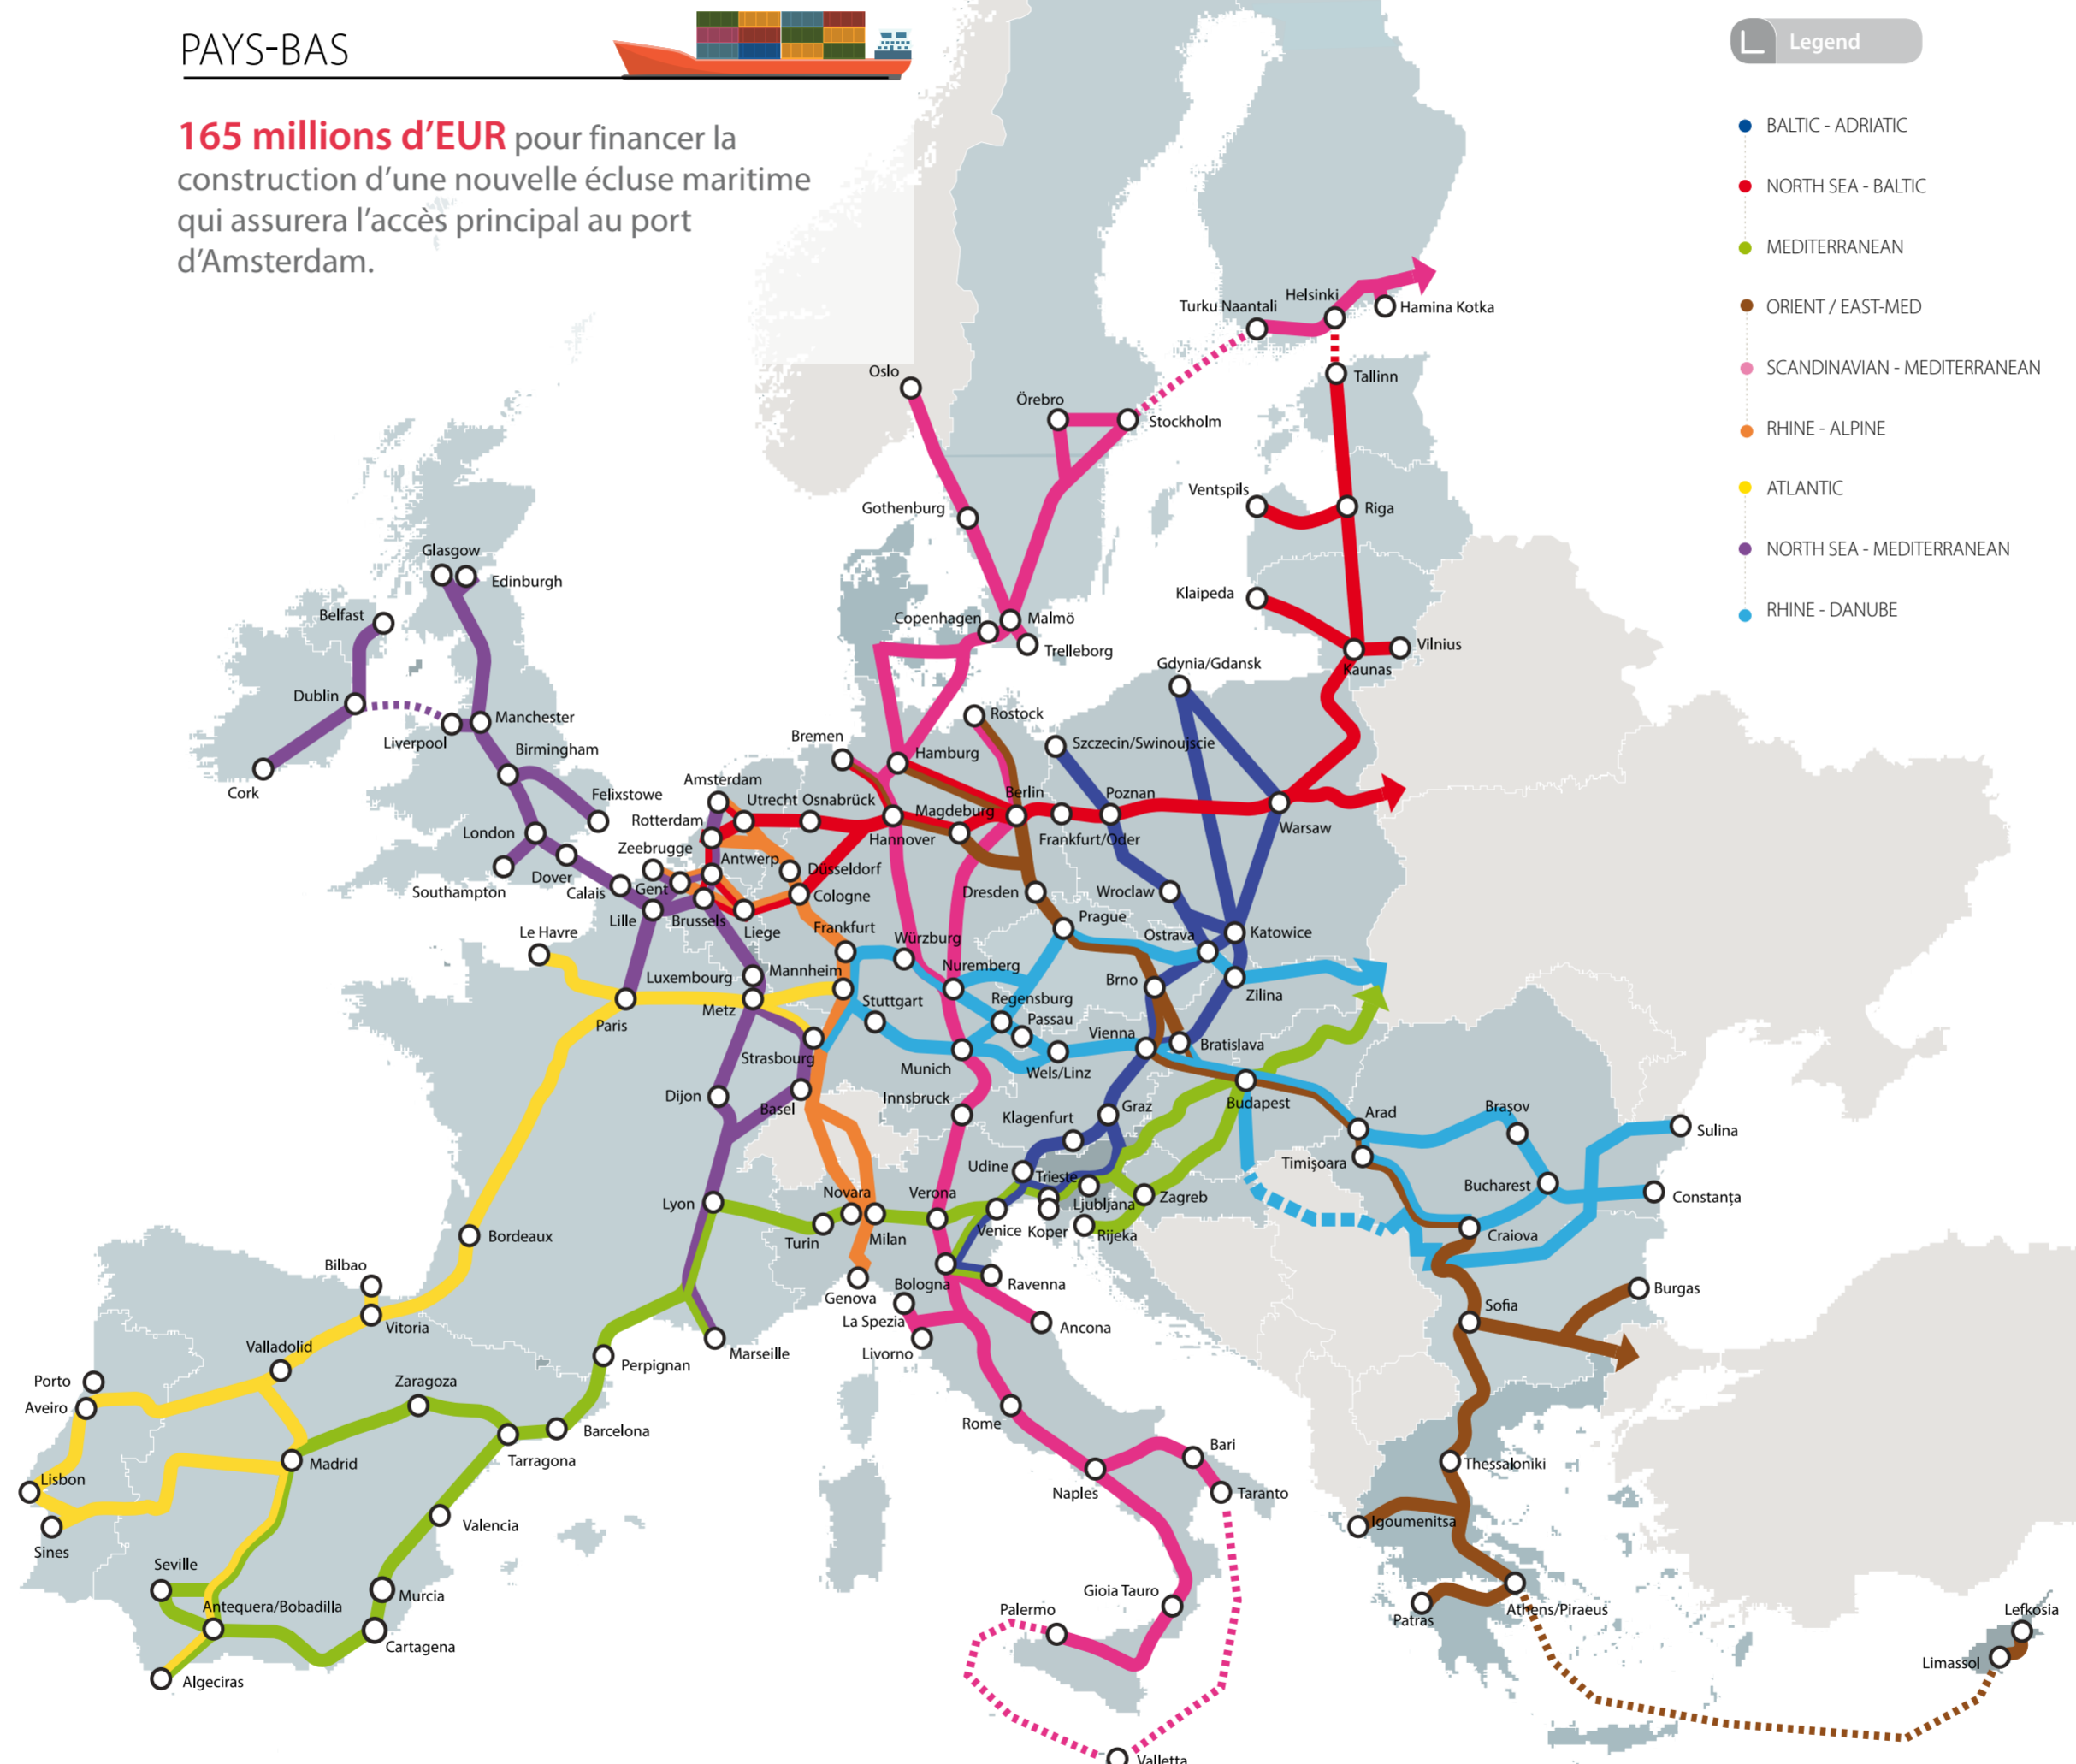 PAYS-BAS
165 millions d’EUR pour financer la
construction d’une nouvelle écluse maritime
qui assurera l’accès principal au port
d’Amsterdam.
Legend
BALTIC - ADRIATIC
NORTH SEA - BALTIC
MEDITERRANEAN
ORIENT / EAST-MED
SCANDINAVIAN - MEDITERRANEAN
RHINE - ALPINE
ATLANTIC
NORTH SEA - MEDITERRANEAN
RHINE - DANUBE
Helsinki
Turku Naantali
Hamina Kotka
Oslo
Tallinn
Örebro
Stockholm
Ventspils
Gothenburg
Riga
Glasgow
Edinburgh
Klaipeda
Belfast
Copenhagen
Malmö
Vilnius
Trelleborg
Gdynia/Gdansk
Kaunas
Dublin
Rostock
Manchester
Liverpool
Bremen
Szczecin/Swinoujscie
Birmingham
Hamburg
Amsterdam
Cork
Felixstowe
Berlin
Poznan
Utrecht
Osnabrück
Magdeburg
Rotterdam
Warsaw
London
Hannover
Frankfurt/Oder
Zeebrugge
Antwerp
Düsseldorf
Dover
Southampton
Calais
Gent
Cologne
Dresden
Wroclaw
Lille
Brussels
Prague
Le Havre
Liege
Frankfurt
Würzburg
Ostrava
Katowice
Nuremberg
Luxembourg
Mannheim
Brno
Zilina
Stuttgart
Regensburg
Metz
Paris
Passau
Vienna
Bratislava
Strasbourg
Munich
Wels/Linz
Dijon
Innsbruck
Basel
Klagenfurt
Graz
Budapest
Arad
Brașov
Sulina
Udine
Timișoara
Trieste
Bucharest
Lyon
Novara
Verona
Ljubljana
Zagreb
Constanța
Venice
Koper
Rijeka
Bordeaux
Turin
Milan
Craiova
Bilbao
Bologna
Ravenna
Burgas
Genova
Sofia
La Spezia
Vitoria
Ancona
Valladolid
Marseille
Livorno
Perpignan
Porto
Zaragoza
Aveiro
Rome
Barcelona
Bari
Madrid
Tarragona
Thessaloniki
Lisbon
Naples
Taranto
Valencia
Igoumenitsa
Sines
Seville
Gioia Tauro
Murcia
Antequera/Bobadilla
Palermo
Patras
Athens/Piraeus
Lefkosia
Cartagena
Limassol
Algeciras
Valletta